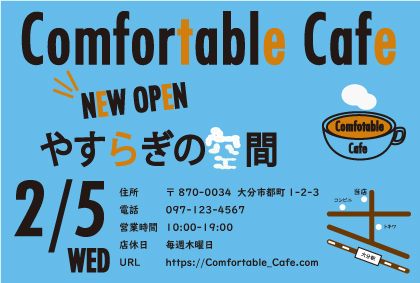 Comfortable Cafe
NEW OPEN
やすらぎの空間
Comfotable
Cafe
2/5
WED
住所 〒870-0034 大分市都町1-2-3
電話 097-123-4567
営業時間 10:00-19:00
店休日 毎週木曜日
URL https://Comfortable_Cafe.com
当店
コンビニ
トキワ
大分駅